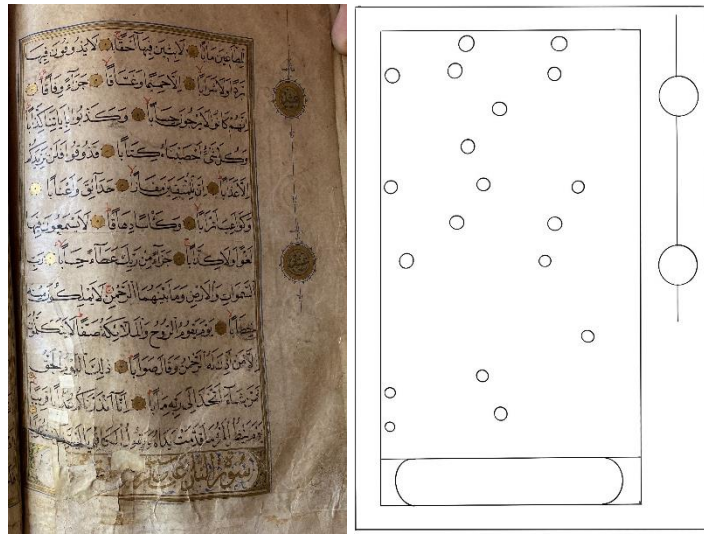 للطاغين مآبا لابثين فيها أحقابا لا يذوقون فيها
بردا ولا شرابا إلا حميما وغساقا جزاء وفاقا
إنهم كانوا لا يرجون حسابا وكذبوا بآياتنا كذابا
وكل شيء أحصيناه كتابا فذوقوا فلن نزيدكم
إلا عذابا إن للمتقين مفازا حدائق وأعنابا
وكواعب أترابا وكأسا دهاقا لا يسمعون فيها
لغوا ولا كذابا جزاء من ربك عطاء حسابا رب
السموات والأرض وما بينهما الرحمن لا يملكون منه
خطابا يوم يقوم الروح والملائكة صفا لا يتكلمون
إلا من أذن له الرحمن وقال صوابا ذلك اليوم الحق
فمن شاء اتخذ إلى ربه مآبا إنا أنذرناكم عذابا قريبا
يوم ينظر المرء ما قدمت يداه ويقول الكافر يا ليتني
سورة النازعات